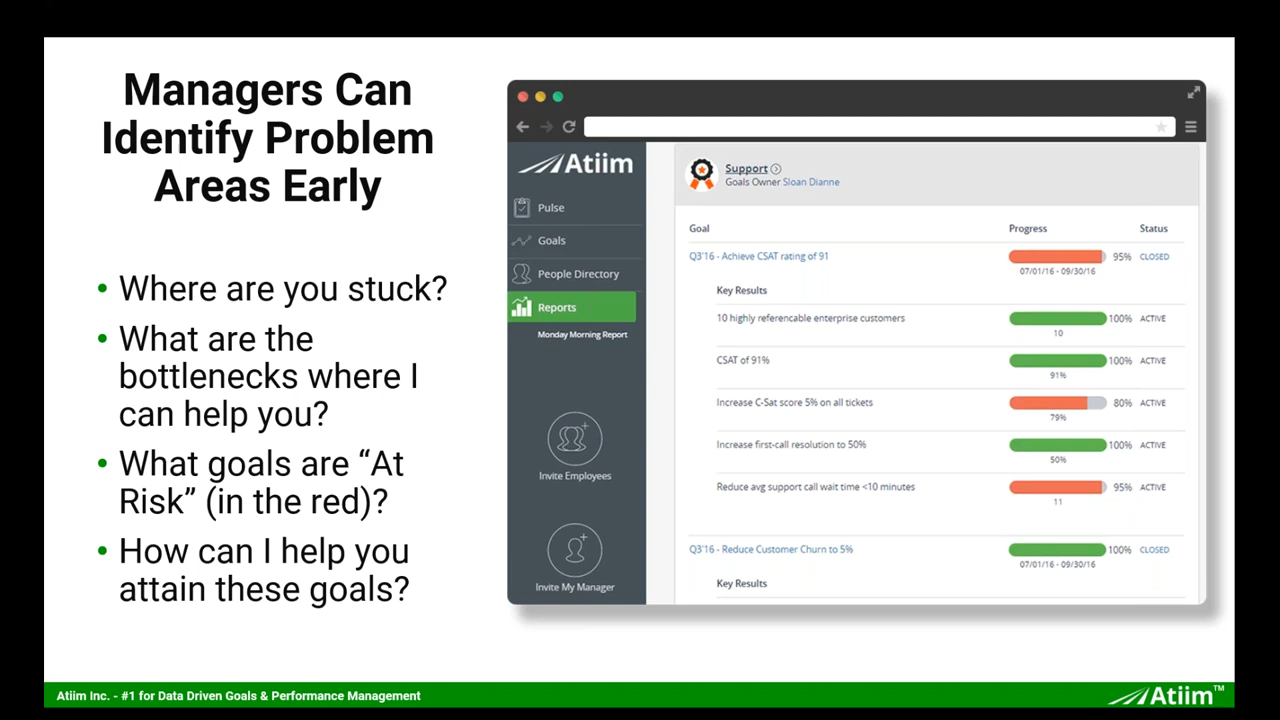 Managers Can
Identify Problem
Areas Early
• Where are you stuck?
• What are the
bottlenecks where I
can help you?
• What goals are “At
Risk” (in the red)?
• How can I help you
attain these goals?
Atiim
Pulse
Goals
People Directory
Reports
Monday Morning Report
Invite Employees
Invite My Manager
Support
Goals Owner Sloan Dianne
Goal Progress Status
Q3'16 - Achieve CSAT rating of 91 95% CLOSED
07/01/16 - 09/30/16
Key Results
10 highly referencable enterprise customers 100% ACTIVE
10
CSAT of 91% 100% ACTIVE
91%
Increase C-Sat score 5% on all tickets 80% ACTIVE
79%
Increase first-call resolution to 50% 100% ACTIVE
50%
Reduce avg support call wait time <10 minutes 95% ACTIVE
11
Q3'16 - Reduce Customer Churn to 5% 100% CLOSED
07/01/16 - 09/30/16
Key Results
Atiim Inc. - #1 for Data Driven Goals & Performance Management
Atiim™